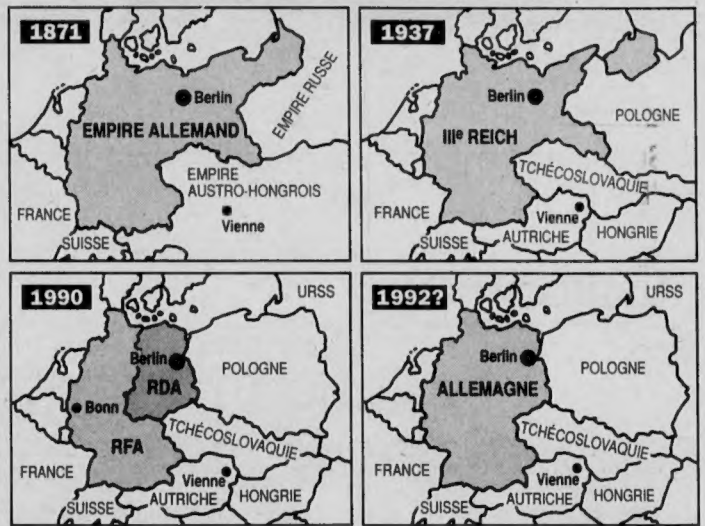 1871
Berlin
EMPIRE ALLEMAND
EMPIRE RUSSE
EMPIRE
AUSTRO-HONGROIS
Vienne
FRANCE
SUISSE
1937
Berlin
POLOGNE
IIIe REICH
TCHÉCOSLOVAQUIE
Vienne
FRANCE
SUISSE
AUTRICHE
HONGRIE
1990
URSS
Berlin
POLOGNE
RDA
Bonn
RFA
TCHÉCOSLOVAQUIE
FRANCE
Vienne
SUISSE
AUTRICHE
HONGRIE
1992?
URSS
Berlin
POLOGNE
ALLEMAGNE
TCHÉCOSLOVAQUIE
FRANCE
Vienne
SUISSE
AUTRICHE
HONGRIE